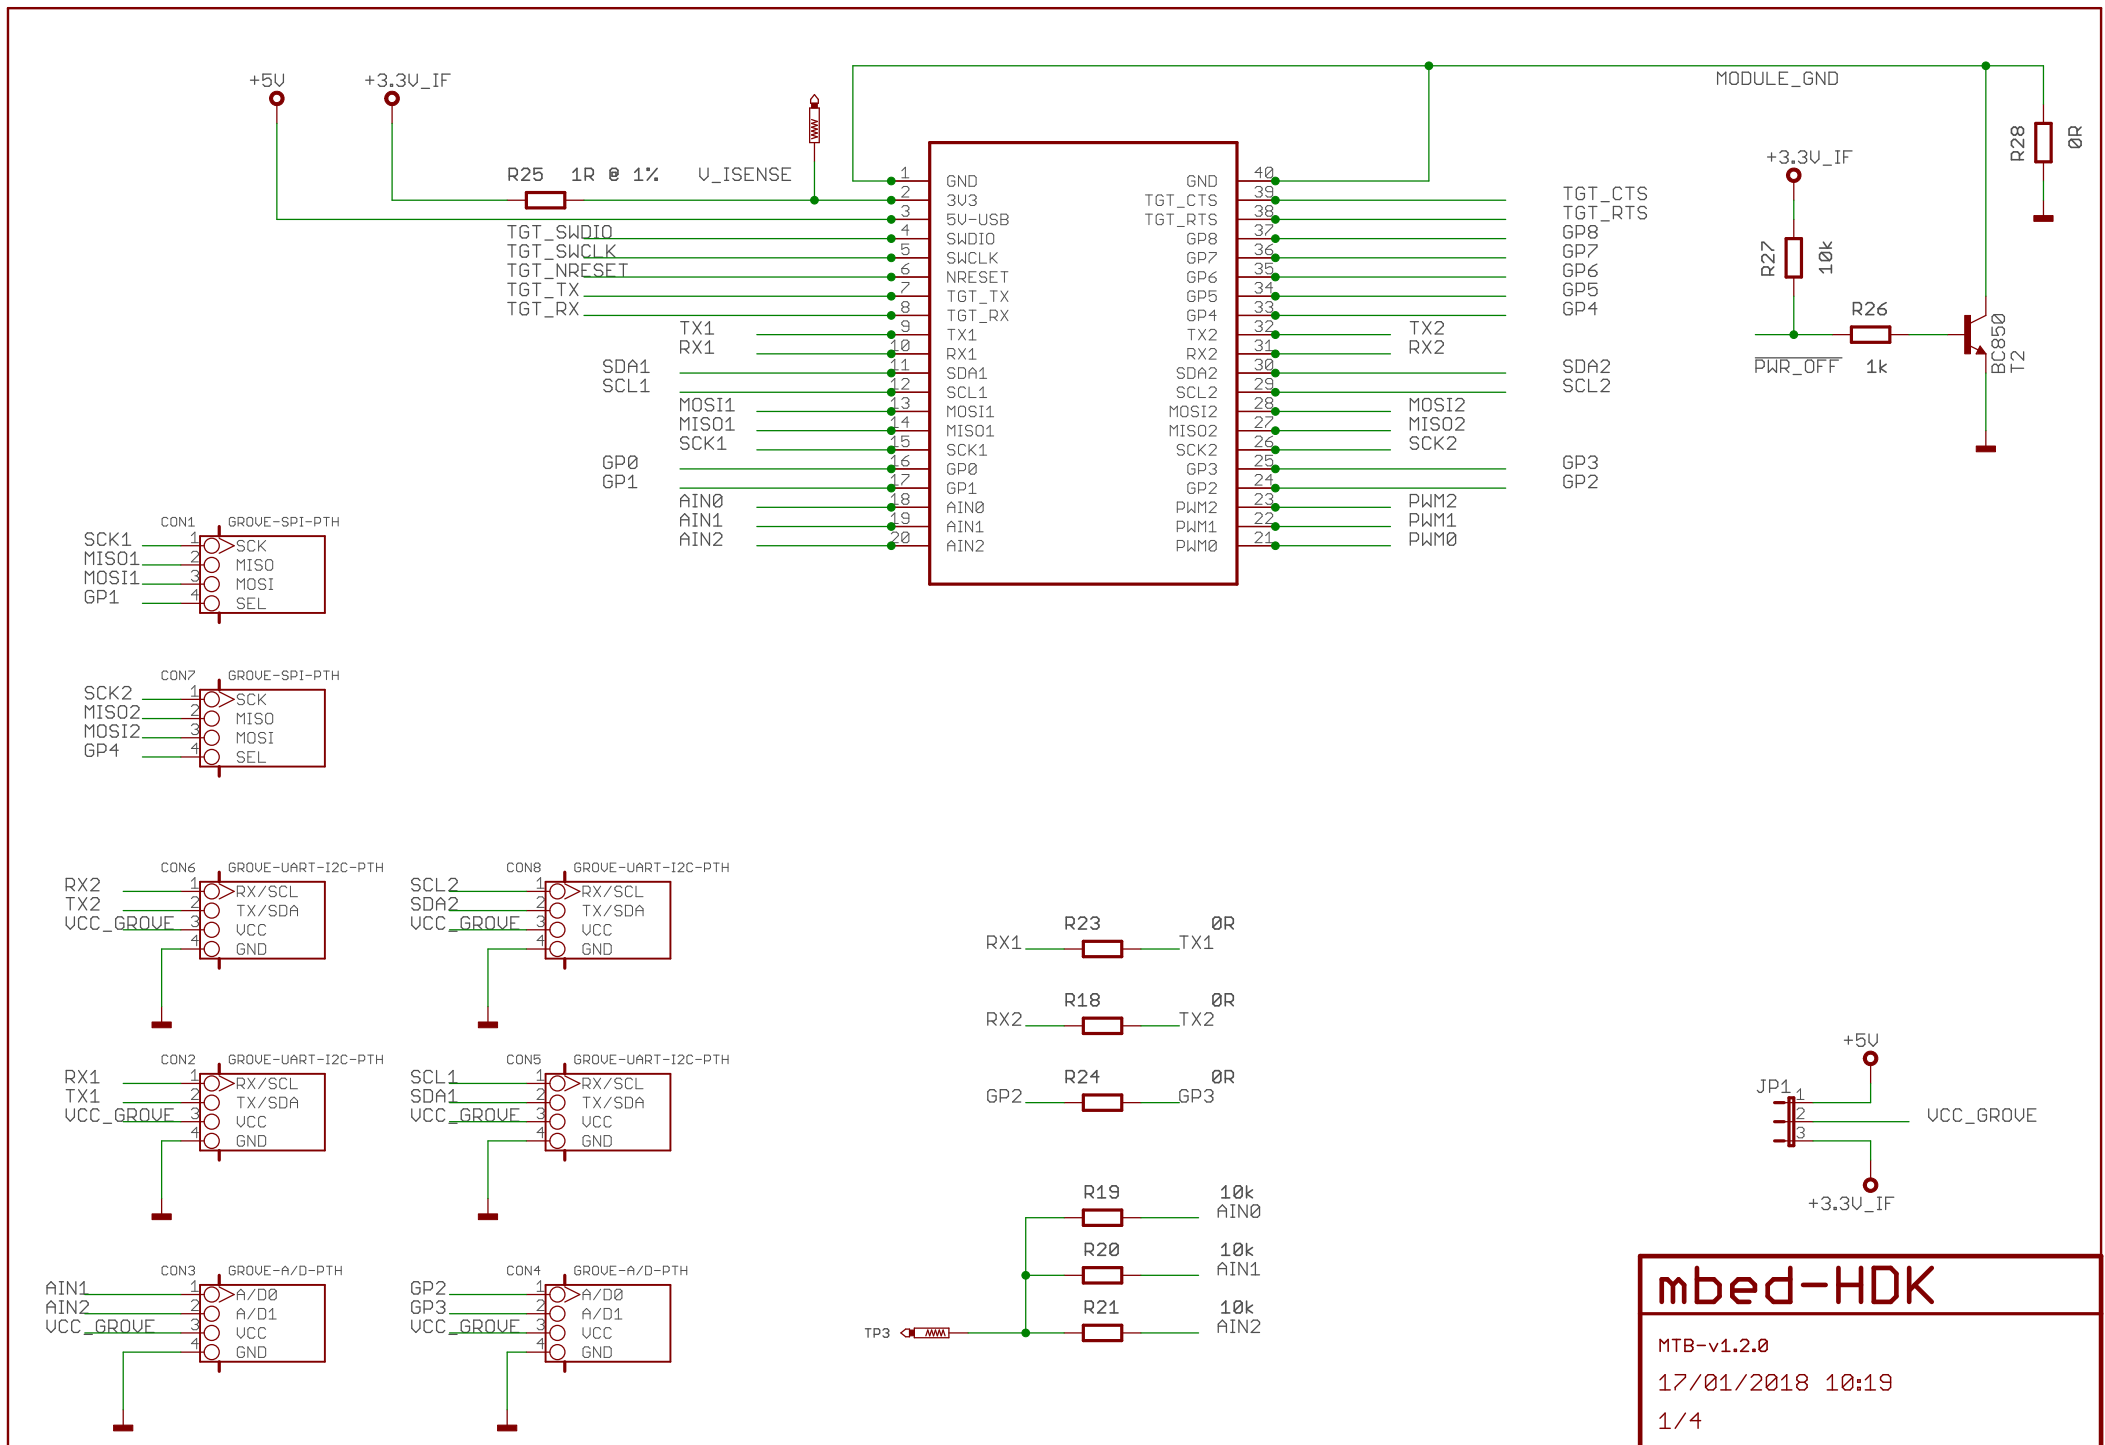 +5V
+3.3V_IF
MODULE_GND
R28
0R
+3.3V_IF
R27
10k
R26
PWR_OFF
1k
BC850
T2
R25
1R @ 1%
V_ISENSE
TGT_SWDIO
TGT_SWCLK
TGT_NRESET
TGT_TX
TGT_RX
TX1
RX1
SDA1
SCL1
MOSI1
MISO1
SCK1
GP0
GP1
AIN0
AIN1
AIN2
1 GND
2 3V3
3 5V-USB
4 SWDIO
5 SWCLK
6 NRESET
7 TGT_TX
8 TGT_RX
9 TX1
10 RX1
11 SDA1
12 SCL1
13 MOSI1
14 MISO1
15 SCK1
16 GP0
17 GP1
18 AIN0
19 AIN1
20 AIN2
GND 40
TGT_CTS 39
TGT_RTS 38
GP8 37
GP7 36
GP6 35
GP5 34
GP4 33
TX2 32
RX2 31
SDA2 30
SCL2 29
MOSI2 28
MISO2 27
SCK2 26
GP3 25
GP2 24
PWM2 23
PWM1 22
PWM0 21
TGT_CTS
TGT_RTS
GP8
GP7
GP6
GP5
GP4
TX2
RX2
SDA2
SCL2
MOSI2
MISO2
SCK2
GP3
GP2
PWM2
PWM1
PWM0
CON1 GROVE-SPI-PTH
SCK1 1 SCK
MISO1 2 MISO
MOSI1 3 MOSI
GP1 4 SEL
CON7 GROVE-SPI-PTH
SCK2 1 SCK
MISO2 2 MISO
MOSI2 3 MOSI
GP4 4 SEL
CON6 GROVE-UART-I2C-PTH
RX2 1 RX/SCL
TX2 2 TX/SDA
VCC_GROVE 3 VCC
4 GND
CON8 GROVE-UART-I2C-PTH
SCL2 1 RX/SCL
SDA2 2 TX/SDA
VCC_GROVE 3 VCC
4 GND
CON2 GROVE-UART-I2C-PTH
RX1 1 RX/SCL
TX1 2 TX/SDA
VCC_GROVE 3 VCC
4 GND
CON5 GROVE-UART-I2C-PTH
SCL1 1 RX/SCL
SDA1 2 TX/SDA
VCC_GROVE 3 VCC
4 GND
CON3 GROVE-A/D-PTH
AIN1 1 A/D0
AIN2 2 A/D1
VCC_GROVE 3 VCC
4 GND
CON4 GROVE-A/D-PTH
GP2 1 A/D0
GP3 2 A/D1
VCC_GROVE 3 VCC
4 GND
R23 0R
RX1 TX1
R18 0R
RX2 TX2
R24 0R
GP2 GP3
R19 10k
AIN0
R20 10k
AIN1
R21 10k
AIN2
TP3
+5V
JP1
1
2
3
VCC_GROVE
+3.3V_IF
mbed-HDK
MTB-v1.2.0
17/01/2018 10:19
1/4